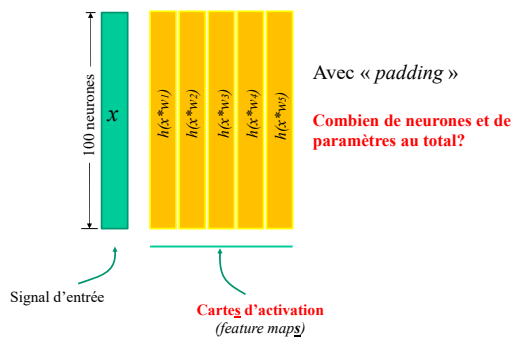 100 neurones
x
h(x*w1)
h(x*w2)
h(x*w3)
h(x*w4)
h(x*w5)
Avec « padding »
Combien de neurones et de
paramètres au total?
Signal d'entrée
Cartes d'activation
(feature maps)